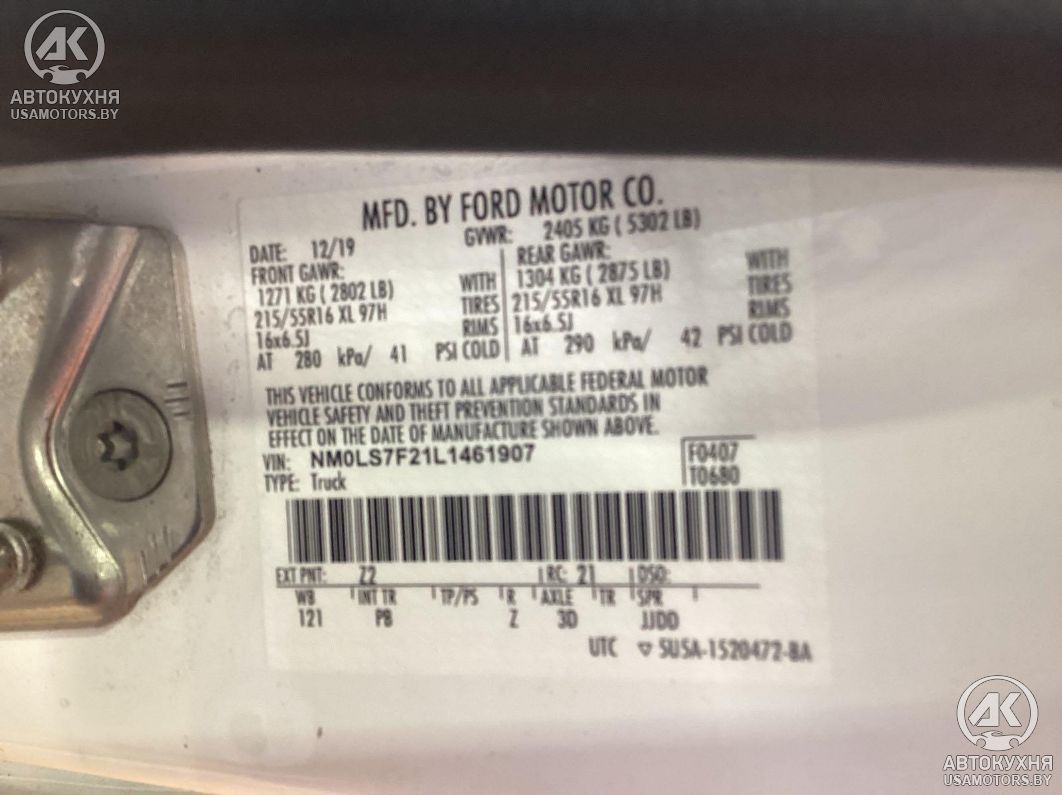 АК
АВТОКУХНЯ
USAMOTORS.BY
MFD. BY FORD MOTOR CO.
DATE: 12/19 GVWR: 2405 KG ( 5302 LB)
FRONT GAWR: REAR GAWR:
1271 KG ( 2802 LB) WITH 1304 KG ( 2875 LB) WITH
215/55R16 XL 97H TIRES 215/55R16 XL 97H TIRES
16x6.5J RIMS 16x6.5J RIMS
AT 280 kPa/ 41 PSI COLD AT 290 kPa/ 42 PSI COLD
THIS VEHICLE CONFORMS TO ALL APPLICABLE FEDERAL MOTOR
VEHICLE SAFETY AND THEFT PREVENTION STANDARDS IN
EFFECT ON THE DATE OF MANUFACTURE SHOWN ABOVE.
VIN: NM0LS7F21L1461907 F0407
TYPE: Truck T0680
EXT PNT: Z2 RC: 21 DSO:
WB INT TR TP/PS R AXLE TR SPR
121 PB Z 3D JJDD
UTC ▽ 5U5A-1520472-BA
АК
АВТОКУХНЯ
USAMOTORS.BY